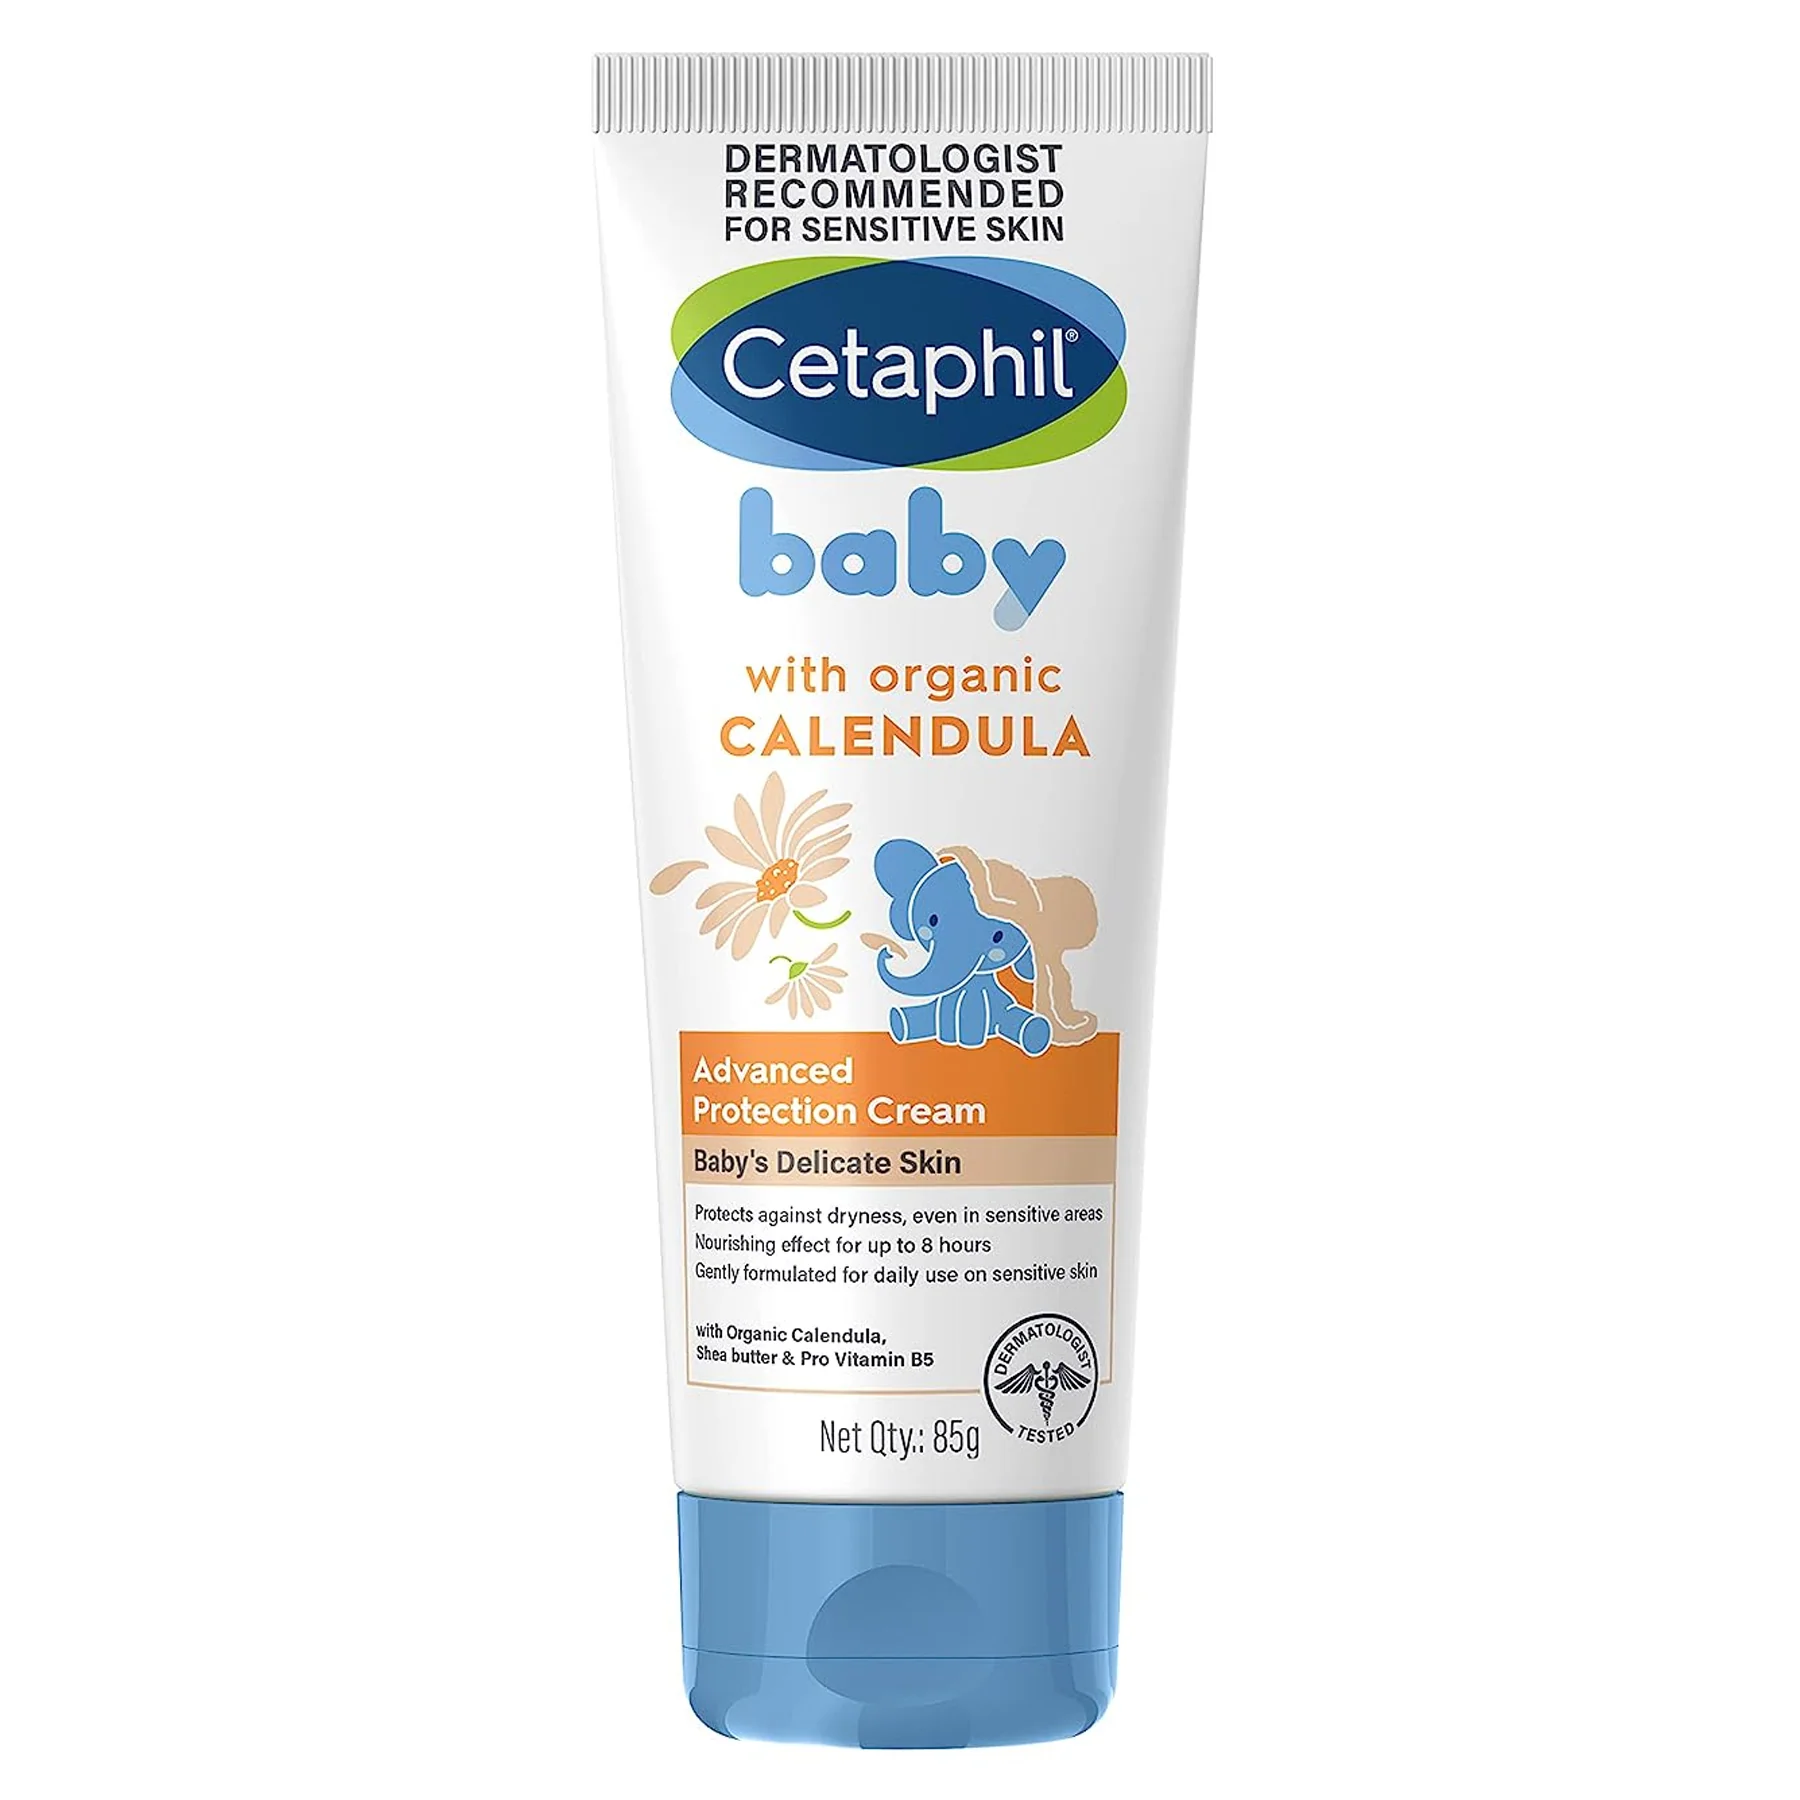 DERMATOLOGIST
RECOMMENDED
FOR SENSITIVE SKIN
Cetaphil®
baby
with organic
CALENDULA
Advanced
Protection Cream
Baby's Delicate Skin
Protects against dryness, even in sensitive areas
Nourishing effect for up to 8 hours
Gently formulated for daily use on sensitive skin
with Organic Calendula,
Shea butter & Pro Vitamin B5
DERMATOLOGIST
TESTED
Net Qty.: 85g